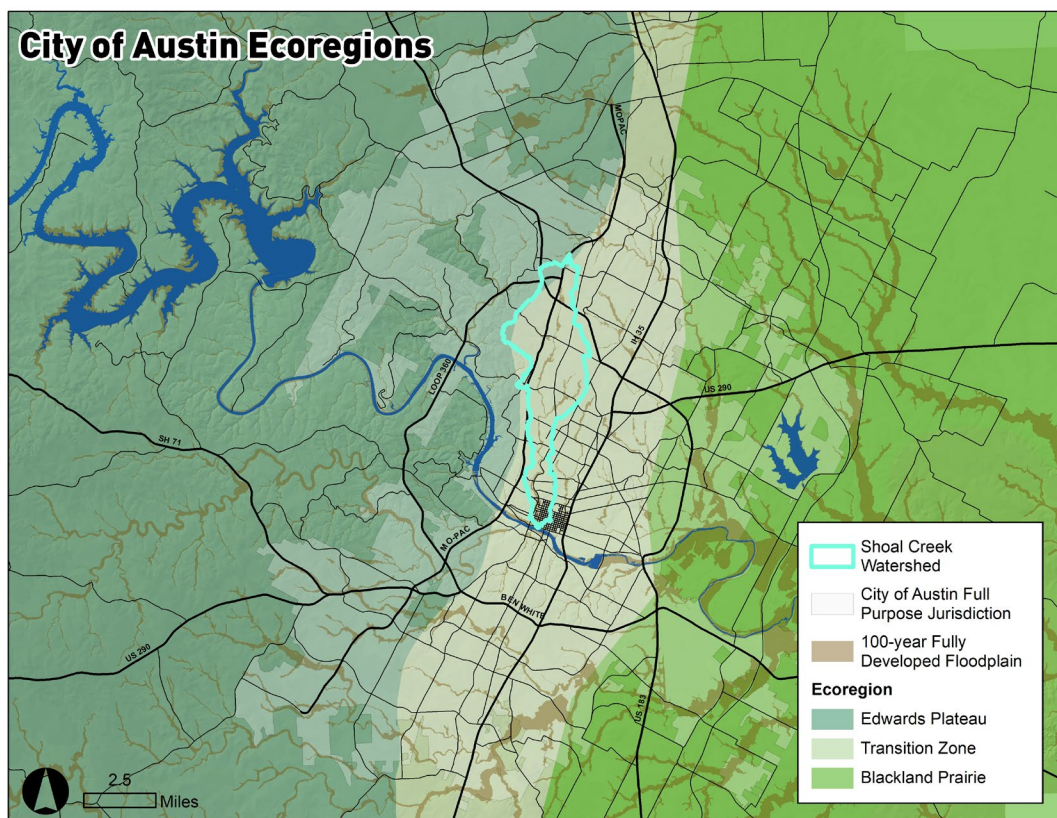 City of Austin Ecoregions
MOPAC
IH 35
LOOP 360
US 290
SH 71
MO-PAC
BEN WHITE
US 290
US 183
Shoal Creek
Watershed
City of Austin Full
Purpose Jurisdiction
100-year Fully
Developed Floodplain
Ecoregion
Edwards Plateau
Transition Zone
Blackland Prairie
2.5
Miles